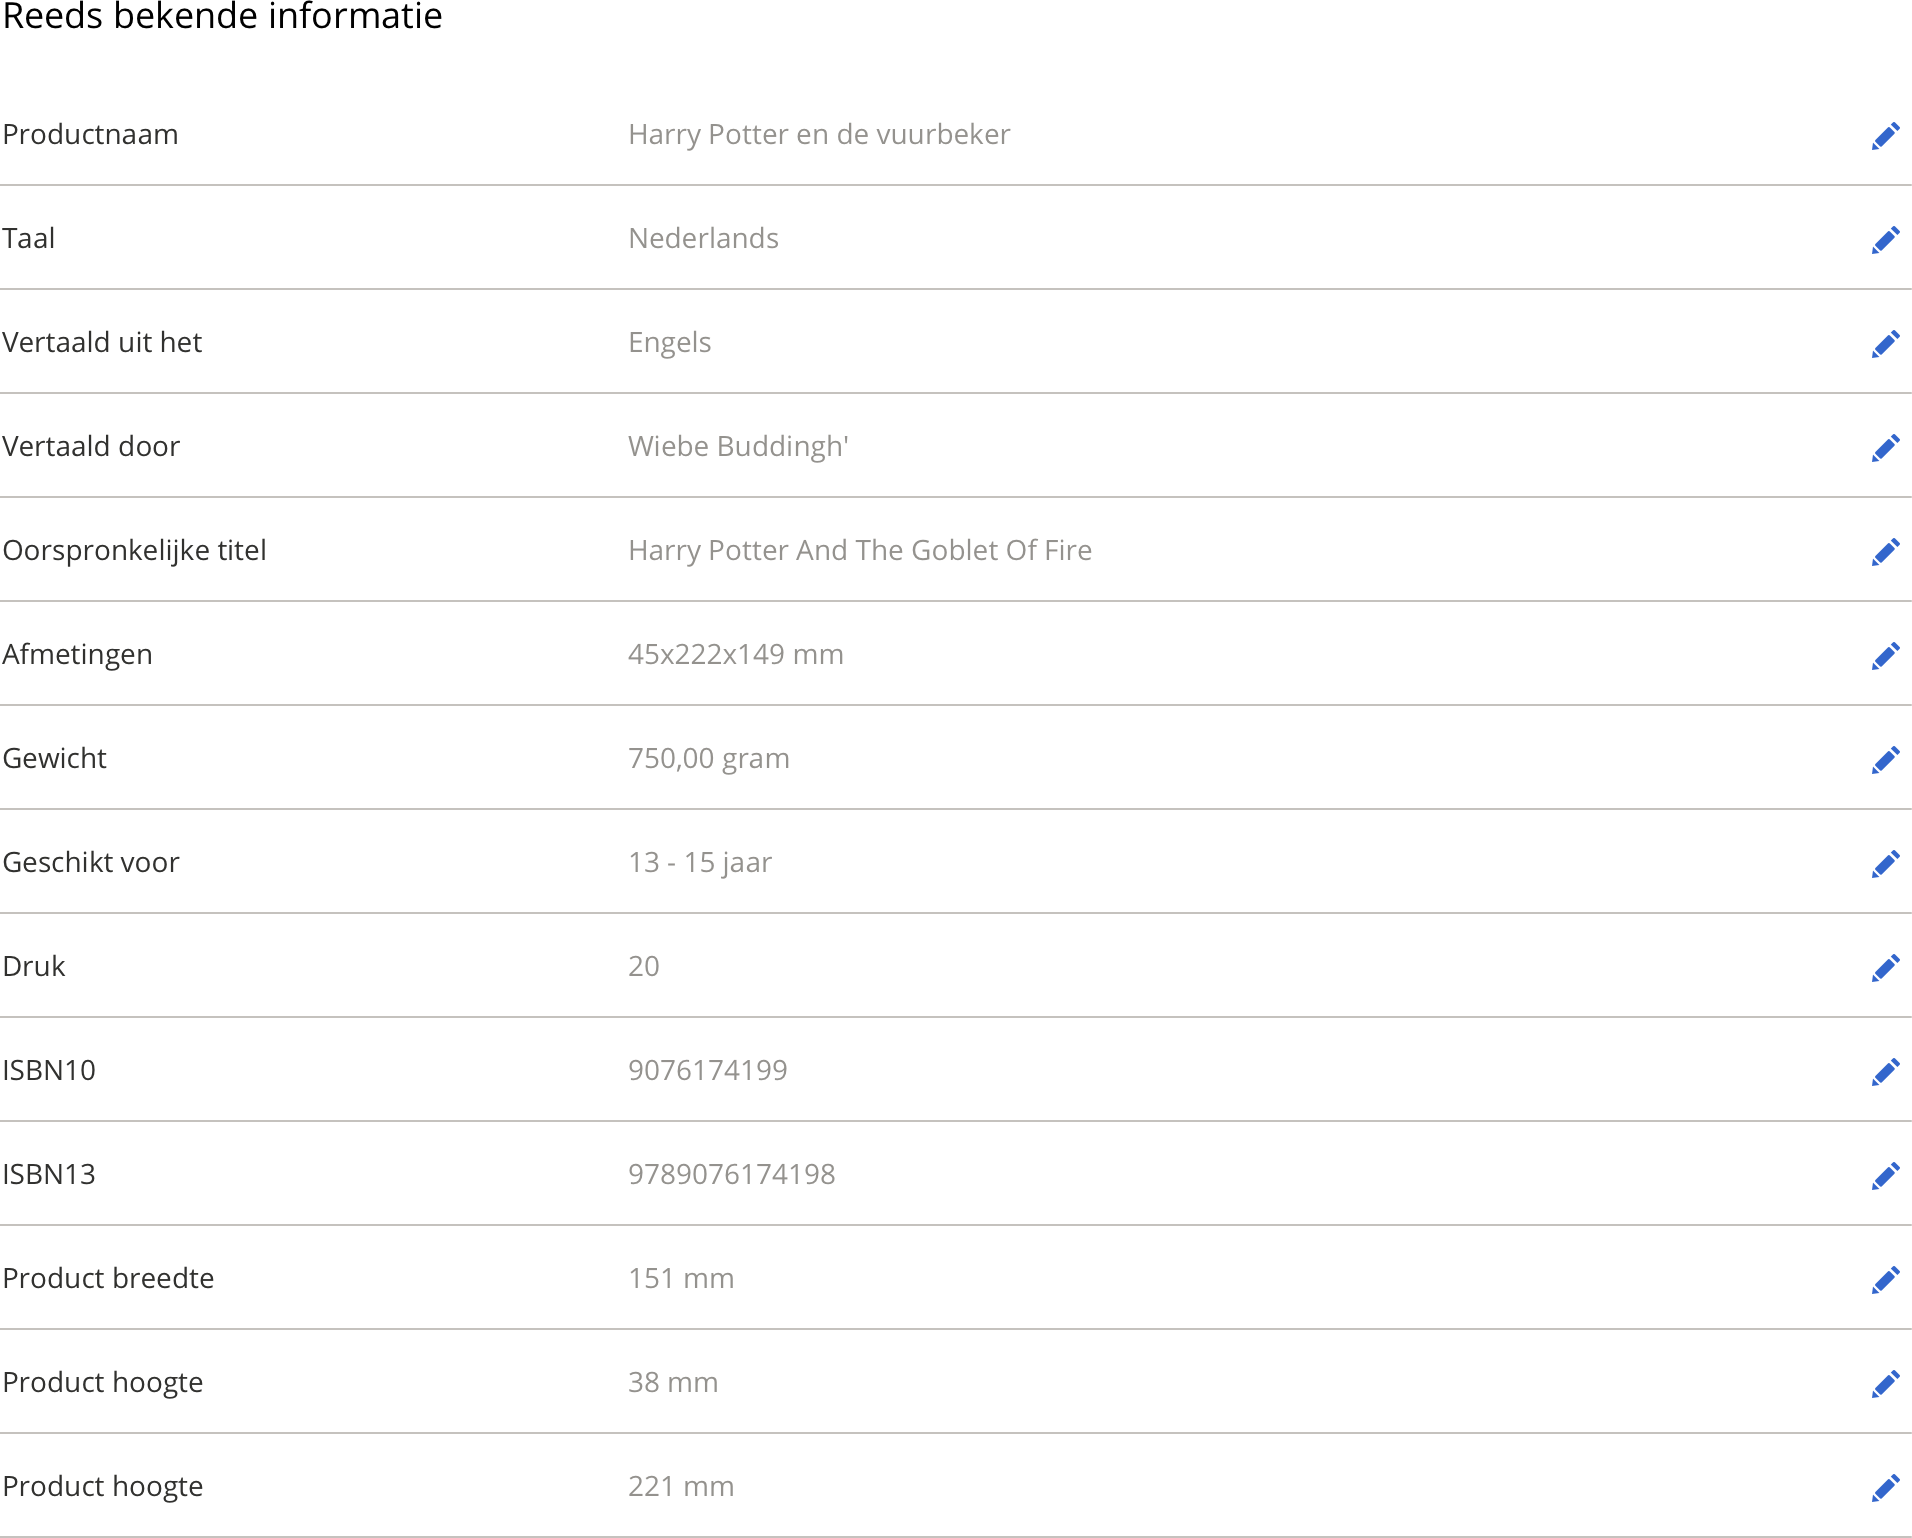 Reeds bekende informatie
Productnaam Harry Potter en de vuurbeker
Taal Nederlands
Vertaald uit het Engels
Vertaald door Wiebe Buddingh'
Oorspronkelijke titel Harry Potter And The Goblet Of Fire
Afmetingen 45x222x149 mm
Gewicht 750,00 gram
Geschikt voor 13 - 15 jaar
Druk 20
ISBN10 9076174199
ISBN13 9789076174198
Product breedte 151 mm
Product hoogte 38 mm
Product hoogte 221 mm